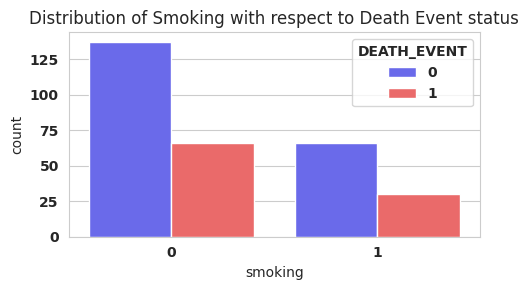 Distribution of Smoking with respect to Death Event status
DEATH_EVENT
0
1
count
125
100
75
50
25
0
0
1
smoking